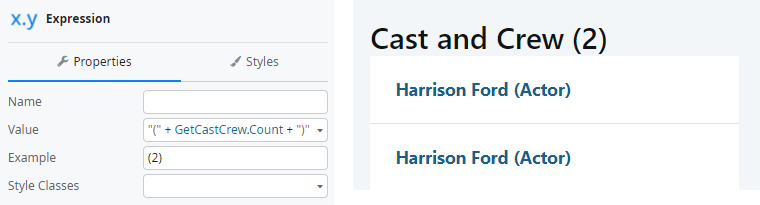 x.y Expression
Properties Styles
Name
Value "(" + GetCastCrew.Count + ")"
Example (2)
Style Classes
Cast and Crew (2)
Harrison Ford (Actor)
Harrison Ford (Actor)